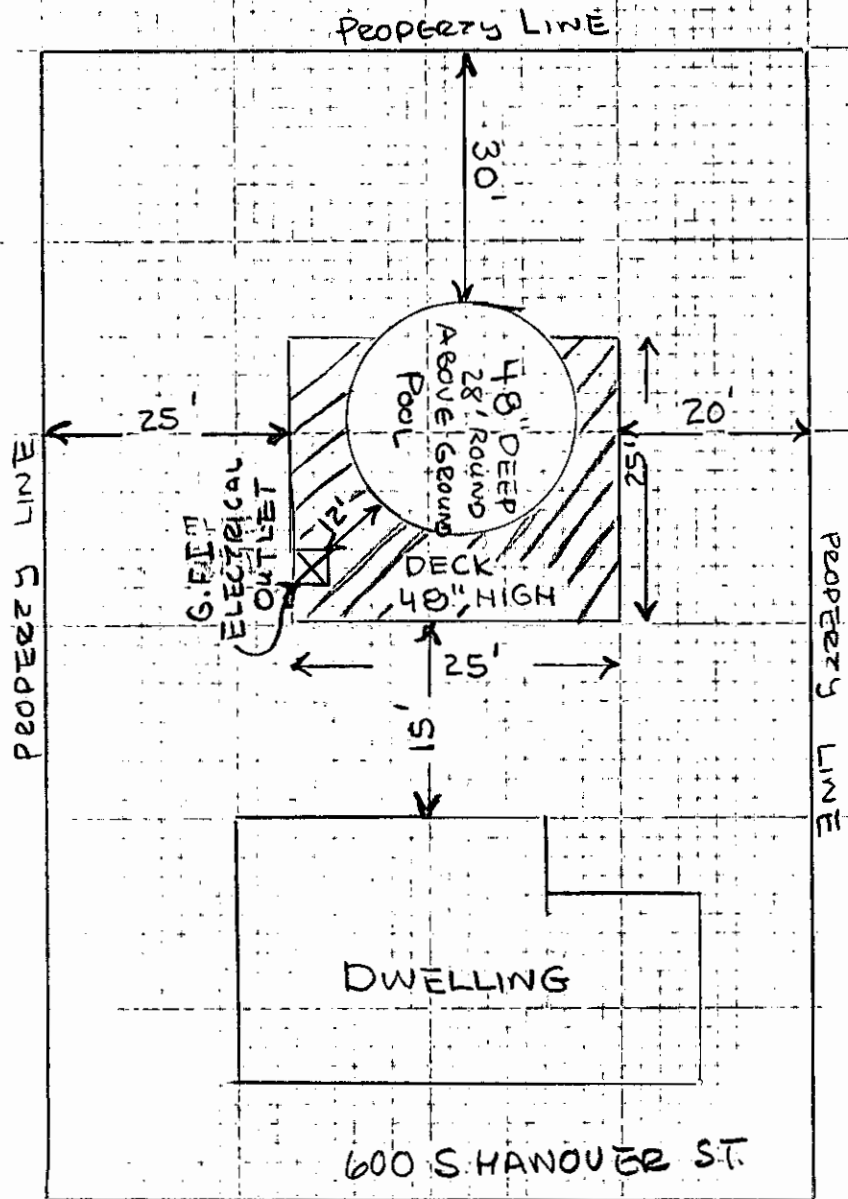 PROPERTY LINE
30'
48" DEEP
28' ROUND
ABOVE GROUND
POOL
25'
20'
25'
PROPERTY LINE
G.F.I.
ELECTRICAL
OUTLET
12'
DECK
48" HIGH
25'
PROPERTY LINE
15'
DWELLING
600 S. HANOVER ST.